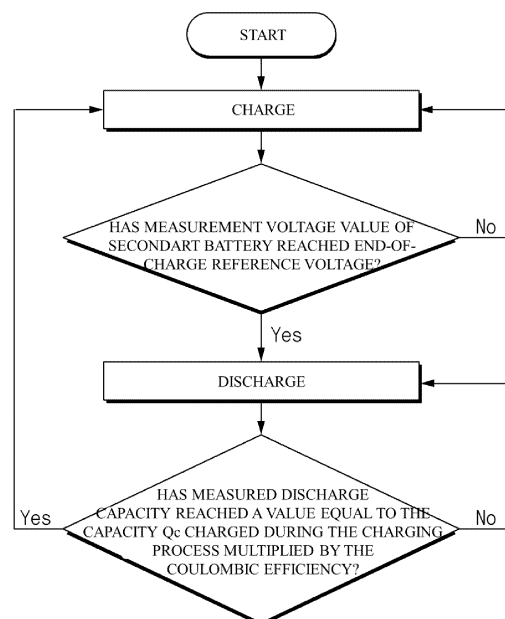 START
CHARGE
HAS MEASUREMENT VOLTAGE VALUE OF
SECONDART BATTERY REACHED END-OF-
CHARGE REFERENCE VOLTAGE?
No
Yes
DISCHARGE
HAS MEASURED DISCHARGE
CAPACITY REACHED A VALUE EQUAL TO THE
CAPACITY Qc CHARGED DURING THE CHARGING
PROCESS MULTIPLIED BY THE
COULOMBIC EFFICIENCY?
Yes
No